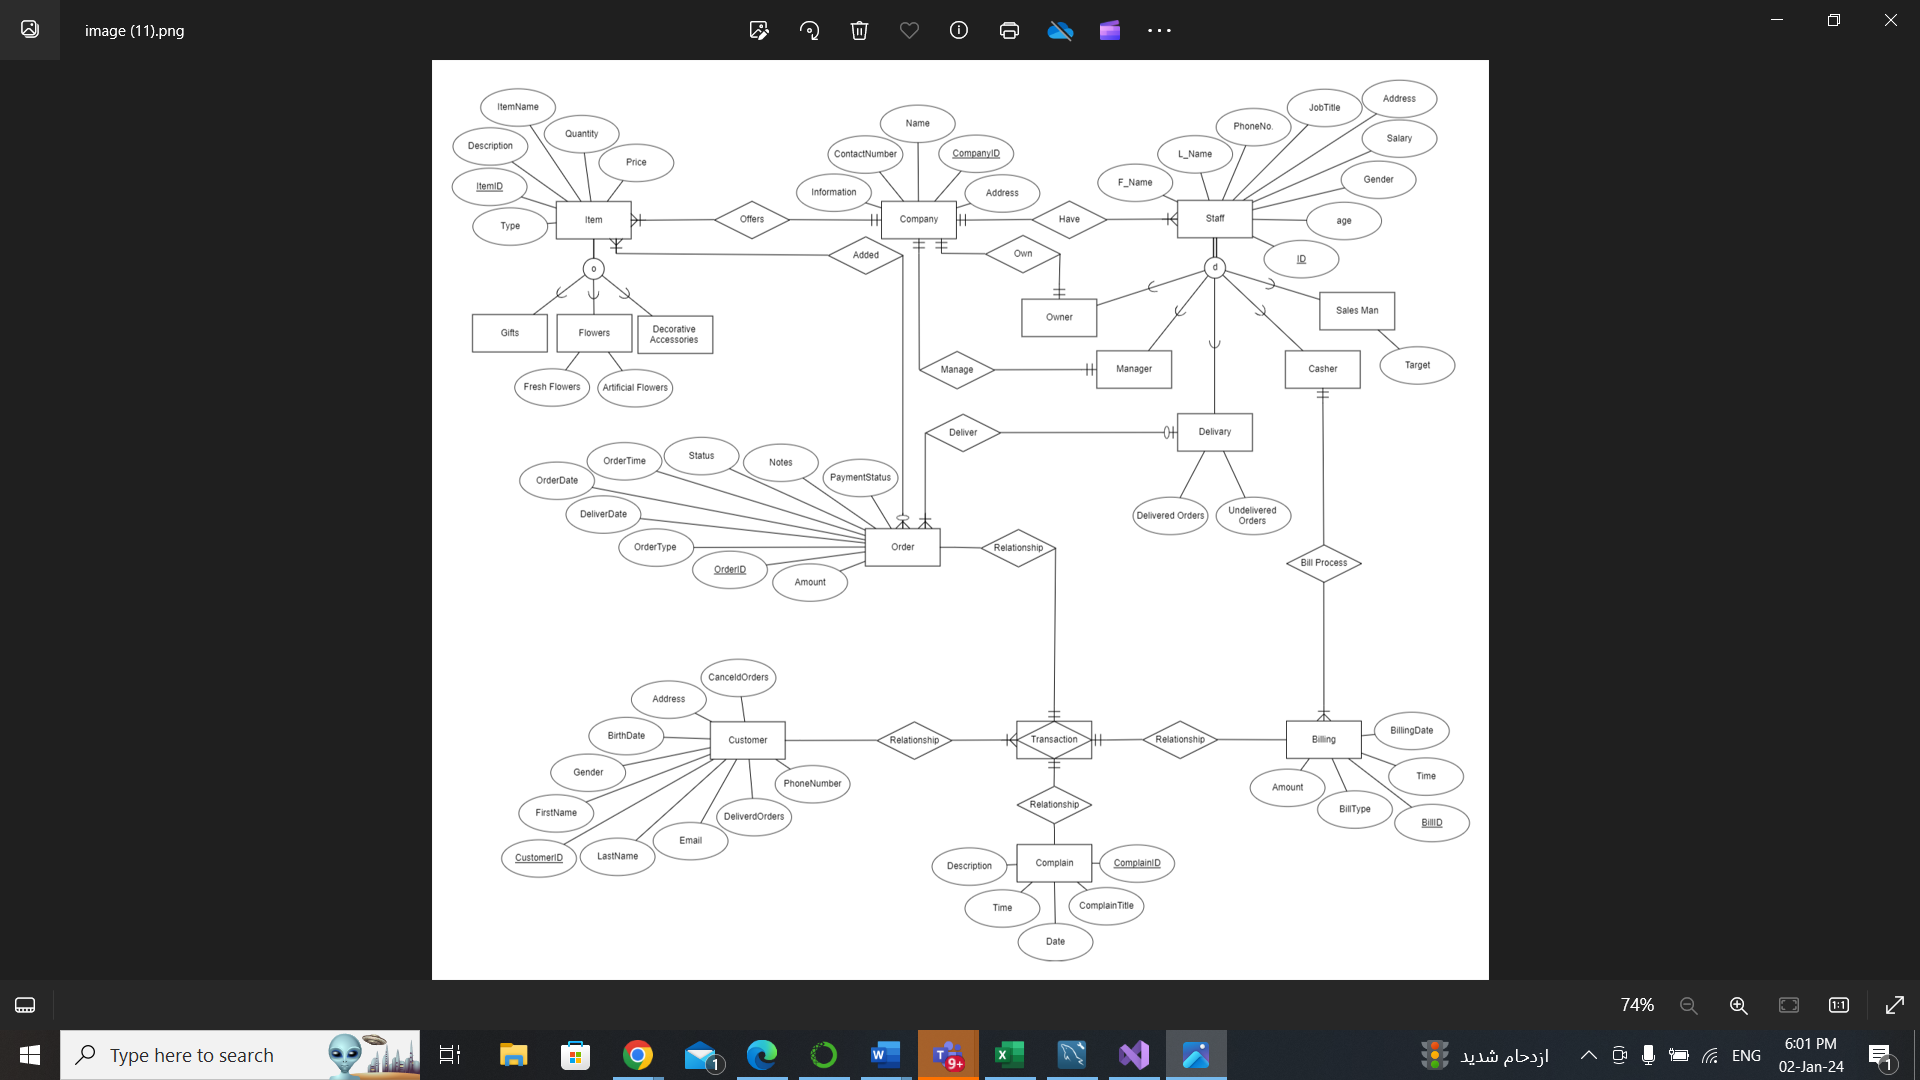 image (11).png
ItemName
Quantity
Description
Price
ItemID
Type
Item
Offers
Name
ContactNumber
CompanyID
Information
Address
Company
Have
Own
Added
F_Name
L_Name
PhoneNo.
JobTitle
Address
Salary
Gender
age
ID
Staff
o
d
Gifts
Flowers
Decorative
Accessories
Fresh Flowers
Artificial Flowers
Owner
Manage
Manager
Sales Man
Casher
Target
Deliver
Delivary
Delivered Orders
Undelivered
Orders
OrderTime
Status
Notes
PaymentStatus
OrderDate
DeliverDate
OrderType
OrderID
Amount
Order
Relationship
Bill Process
CanceldOrders
Address
BirthDate
Gender
FirstName
CustomerID
LastName
Email
DeliverdOrders
PhoneNumber
Customer
Relationship
Transaction
Relationship
Billing
BillingDate
Time
Amount
BillType
BillID
Relationship
Complain
Description
ComplainID
Time
ComplainTitle
Date
74%
1:1
Type here to search
1
W
T
9+
X
ازدحام شديد
ENG
6:01 PM
02-Jan-24
1